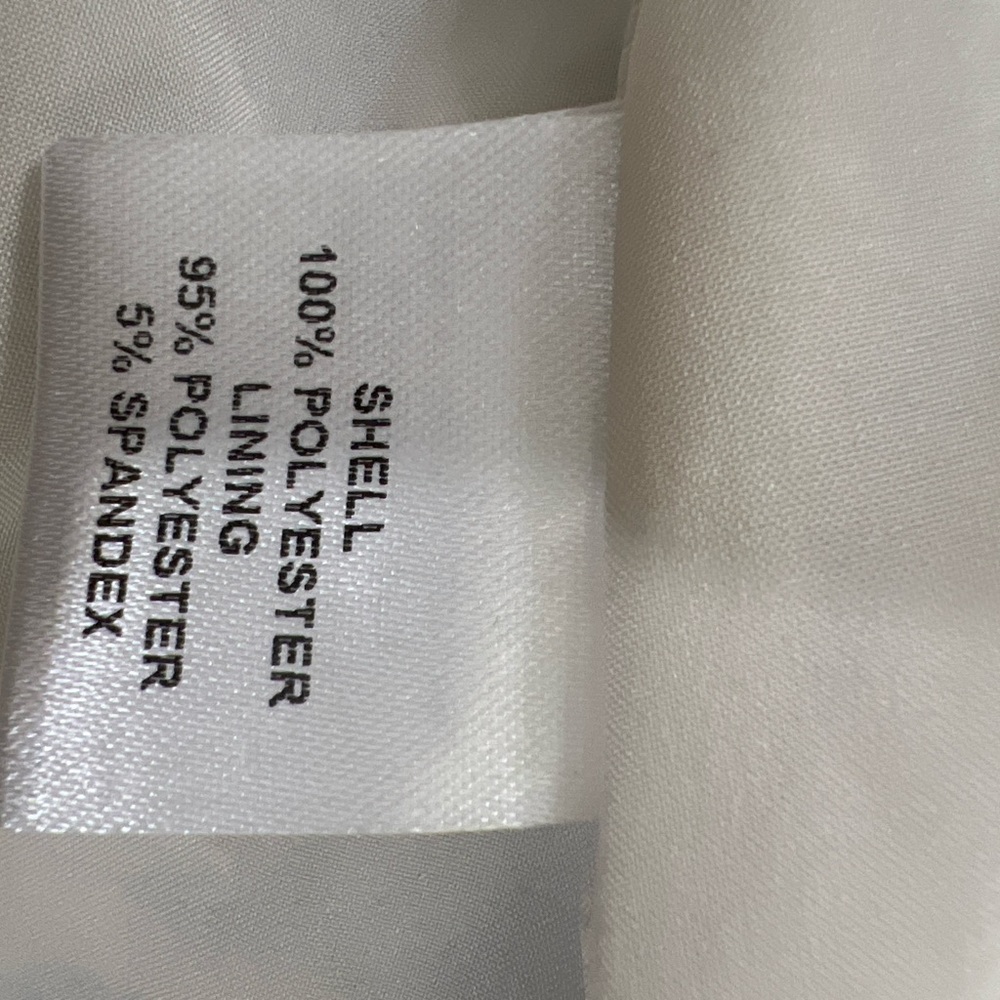 SHELL
100% POLYESTER
LINING
95% POLYESTER
5% SPANDEX